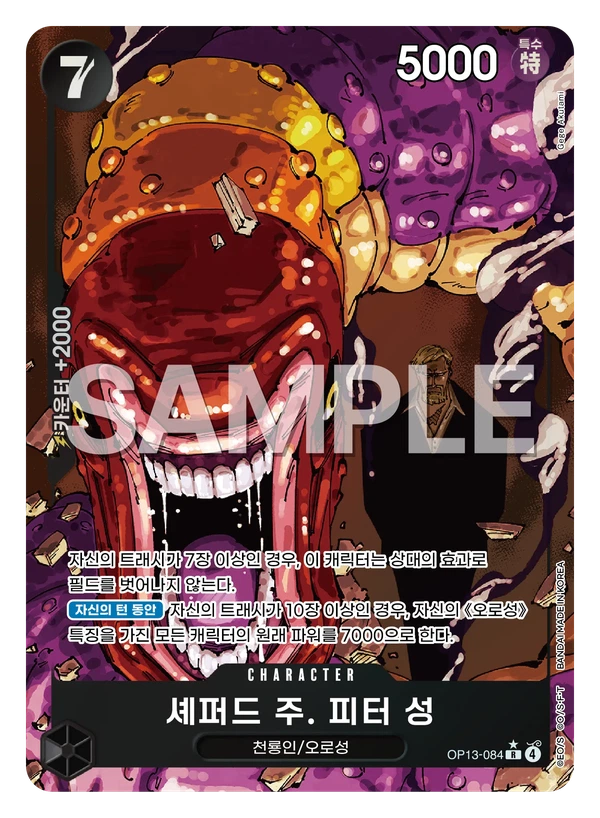 7
5000
특수
特
Gege Akutami
카운터 +2000
SAMPLE
자신의 트래시가 7장 이상인 경우, 이 캐릭터는 상대의 효과로
필드를 벗어나지 않는다.
자신의 턴 동안 자신의 트래시가 10장 이상인 경우, 자신의 《오로성》
특징을 가진 모든 캐릭터의 원래 파워를 7000으로 한다.
CHARACTER
셰퍼드 주. 피터 성
천룡인/오로성
OP13-084 R 4
©EO/S ©O/S·F·T BANDAI MADE IN KOREA